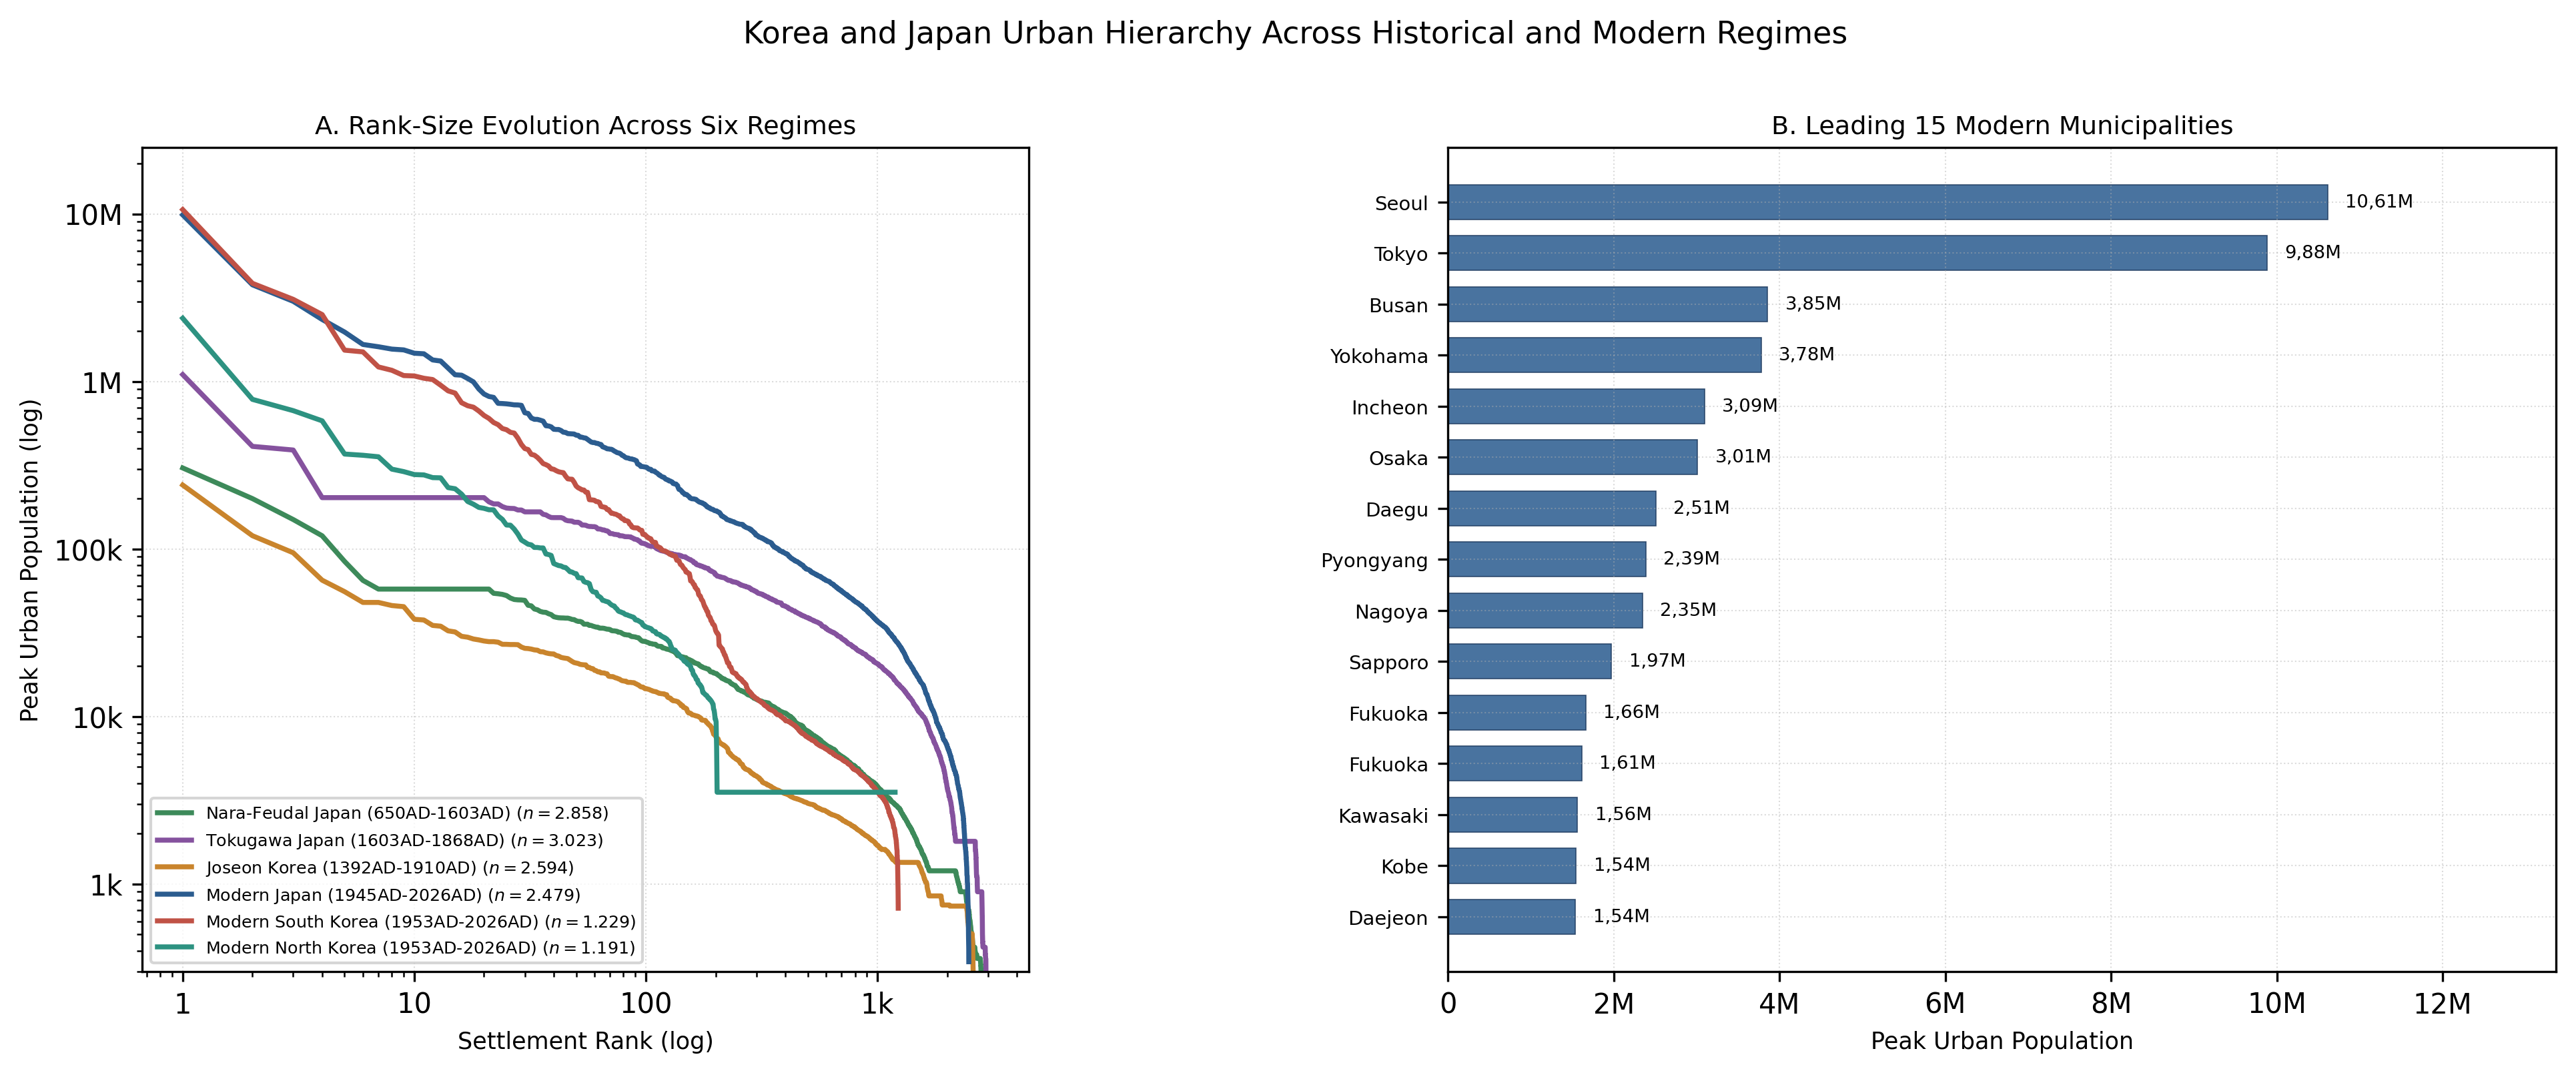 Korea and Japan Urban Hierarchy Across Historical and Modern Regimes
A. Rank-Size Evolution Across Six Regimes
Peak Urban Population (log)
10M
1M
100k
10k
1k
Nara-Feudal Japan (650AD-1603AD) (n = 2.858)
Tokugawa Japan (1603AD-1868AD) (n = 3.023)
Joseon Korea (1392AD-1910AD) (n = 2.594)
Modern Japan (1945AD-2026AD) (n = 2.479)
Modern South Korea (1953AD-2026AD) (n = 1.229)
Modern North Korea (1953AD-2026AD) (n = 1.191)
1 10 100 1k
Settlement Rank (log)
B. Leading 15 Modern Municipalities
Seoul 10,61M
Tokyo 9,88M
Busan 3,85M
Yokohama 3,78M
Incheon 3,09M
Osaka 3,01M
Daegu 2,51M
Pyongyang 2,39M
Nagoya 2,35M
Sapporo 1,97M
Fukuoka 1,66M
Fukuoka 1,61M
Kawasaki 1,56M
Kobe 1,54M
Daejeon 1,54M
0 2M 4M 6M 8M 10M 12M
Peak Urban Population